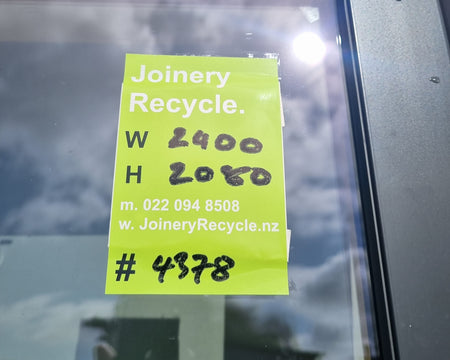 Joinery
Recycle.
W 2400
H 2080
m. 022 094 8508
w. JoineryRecycle.nz
# 4378